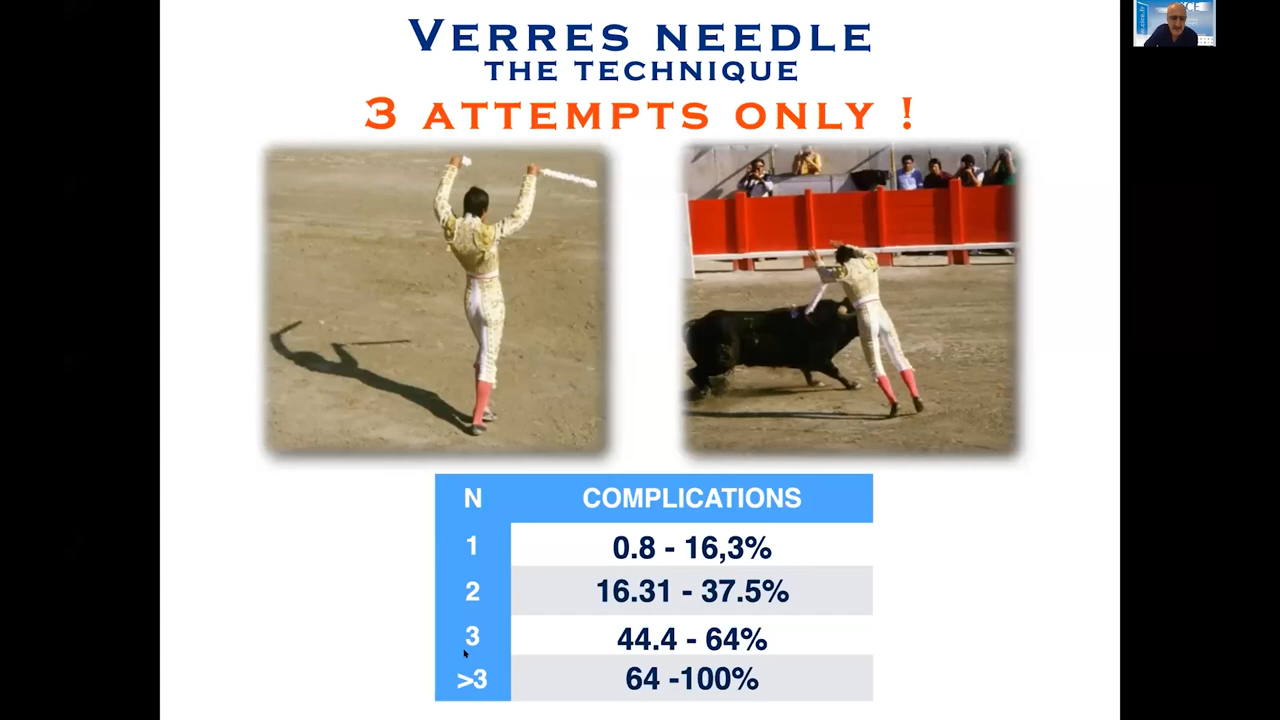 VERRES NEEDLE
THE TECHNIQUE
3 ATTEMPTS ONLY !
N COMPLICATIONS
1 0.8 - 16,3%
2 16.31 - 37.5%
3 44.4 - 64%
>3 64 -100%